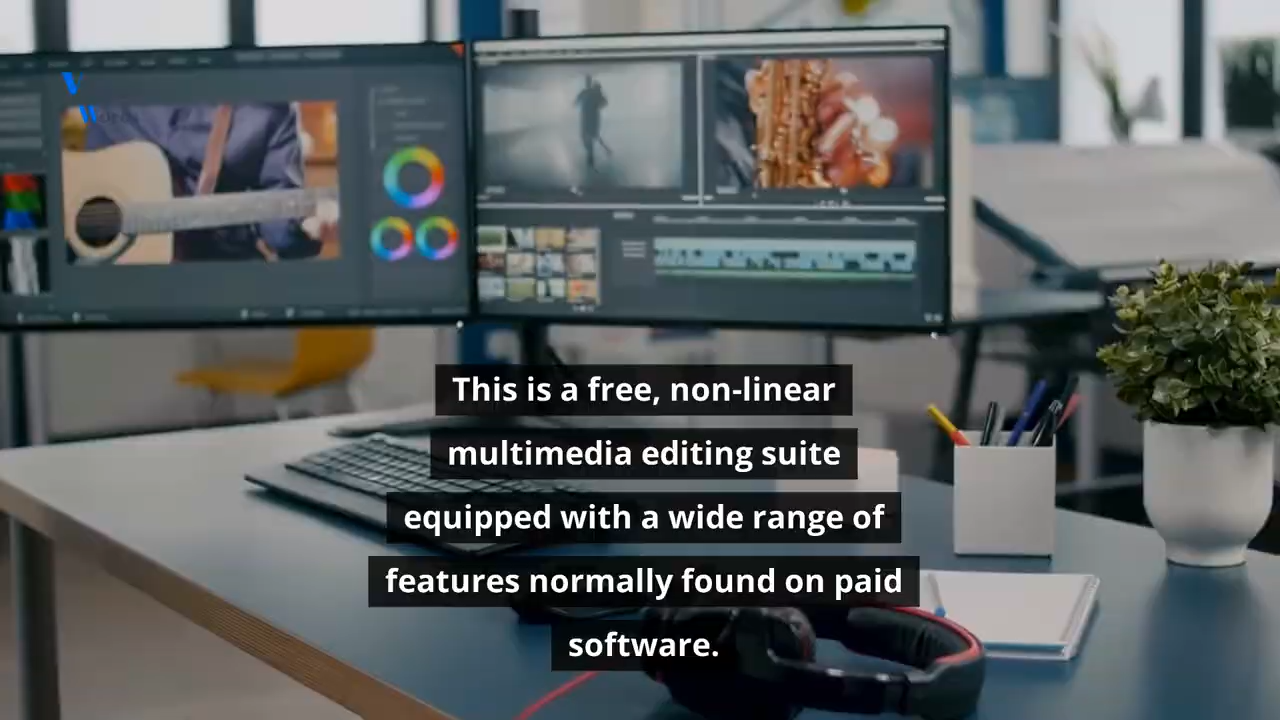 This is a free, non-linear
multimedia editing suite
equipped with a wide range of
features normally found on paid
software.